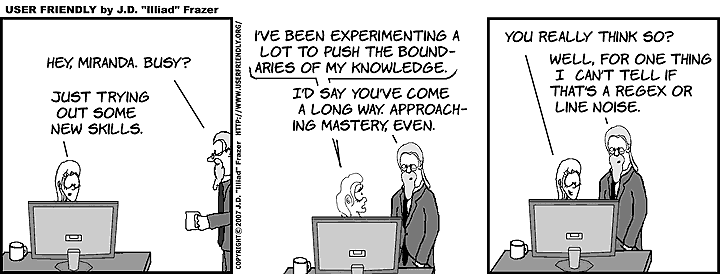 USER FRIENDLY by J.D. "Illiad" Frazer
HEY, MIRANDA. BUSY?
JUST TRYING
OUT SOME
NEW SKILLS.
COPYRIGHT © 2007 J.D. "Illiad" Frazer HTTP://WWW.USERFRIENDLY.ORG/
I'VE BEEN EXPERIMENTING A
LOT TO PUSH THE BOUND-
ARIES OF MY KNOWLEDGE.
I'D SAY YOU'VE COME
A LONG WAY. APPROACH-
ING MASTERY, EVEN.
YOU REALLY THINK SO?
WELL, FOR ONE THING
I CAN'T TELL IF
THAT'S A REGEX OR
LINE NOISE.